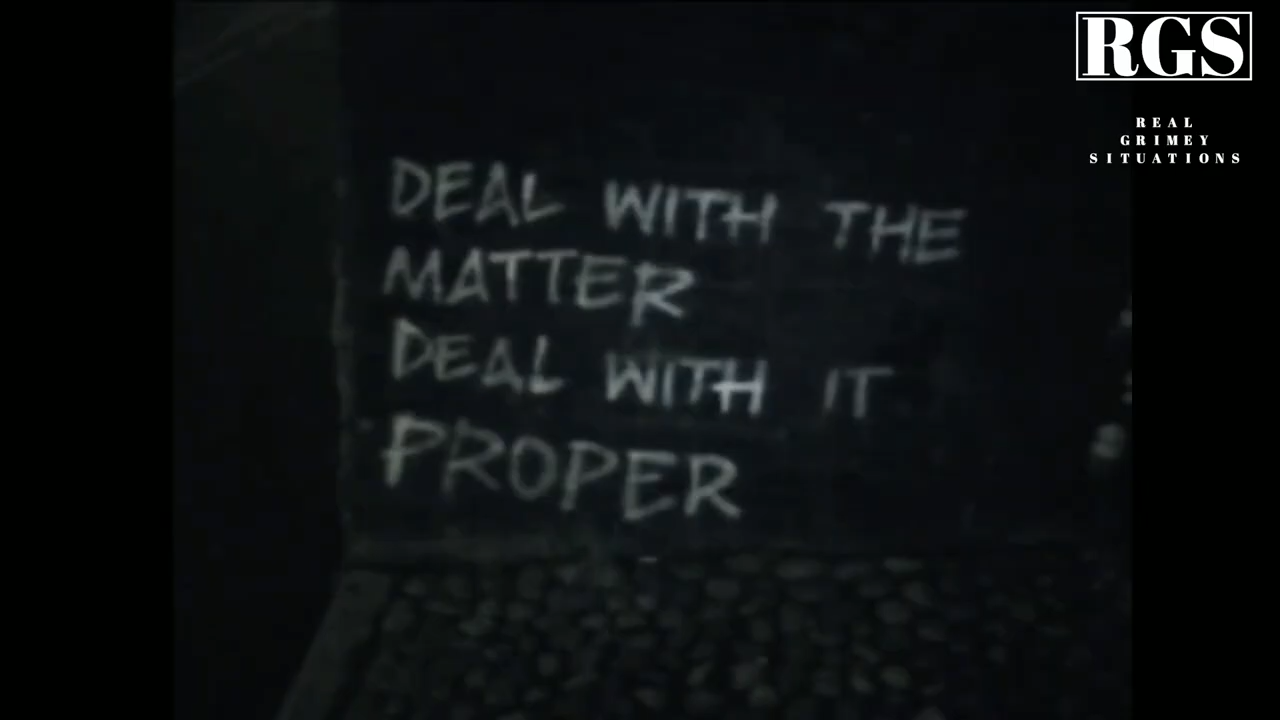 RGS
REAL
GRIMEY
SITUATIONS
DEAL WITH THE
MATTER
DEAL WITH IT
PROPER